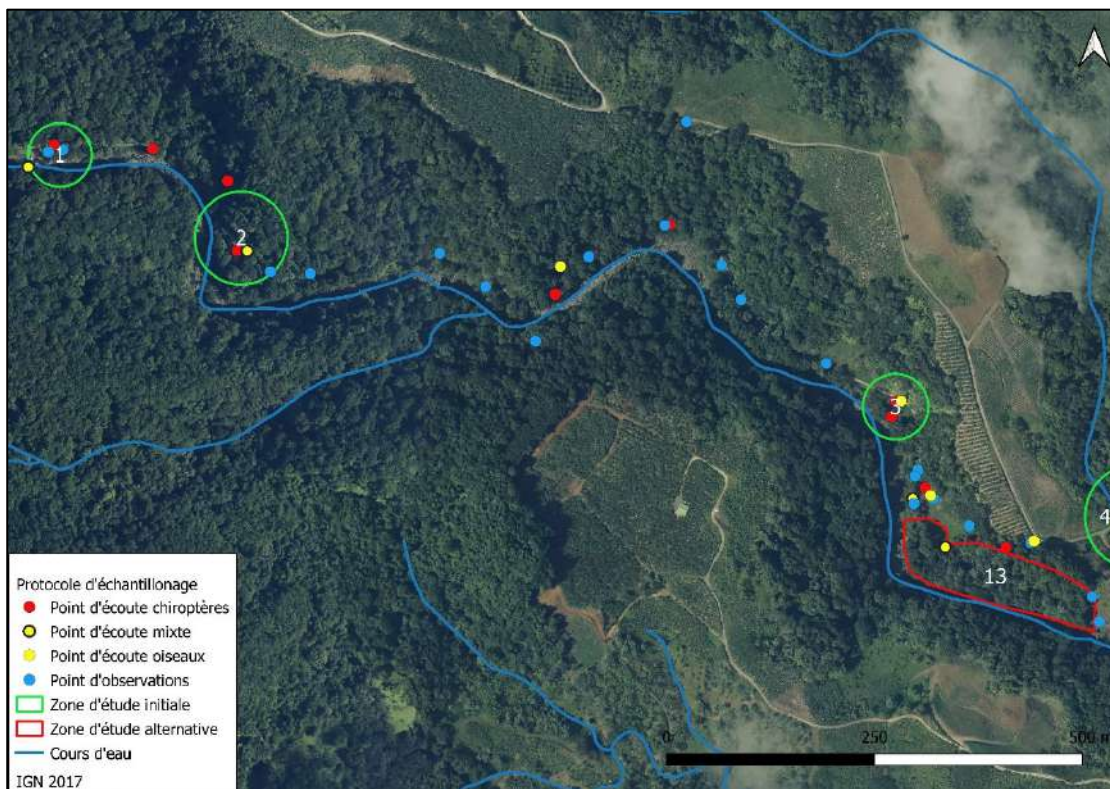 1
2
3
4
13
Protocole d'échantillonage
Point d'écoute chiroptères
Point d'écoute mixte
Point d'écoute oiseaux
Point d'observations
Zone d'étude initiale
Zone d'étude alternative
Cours d'eau
IGN 2017
0 250 500 m